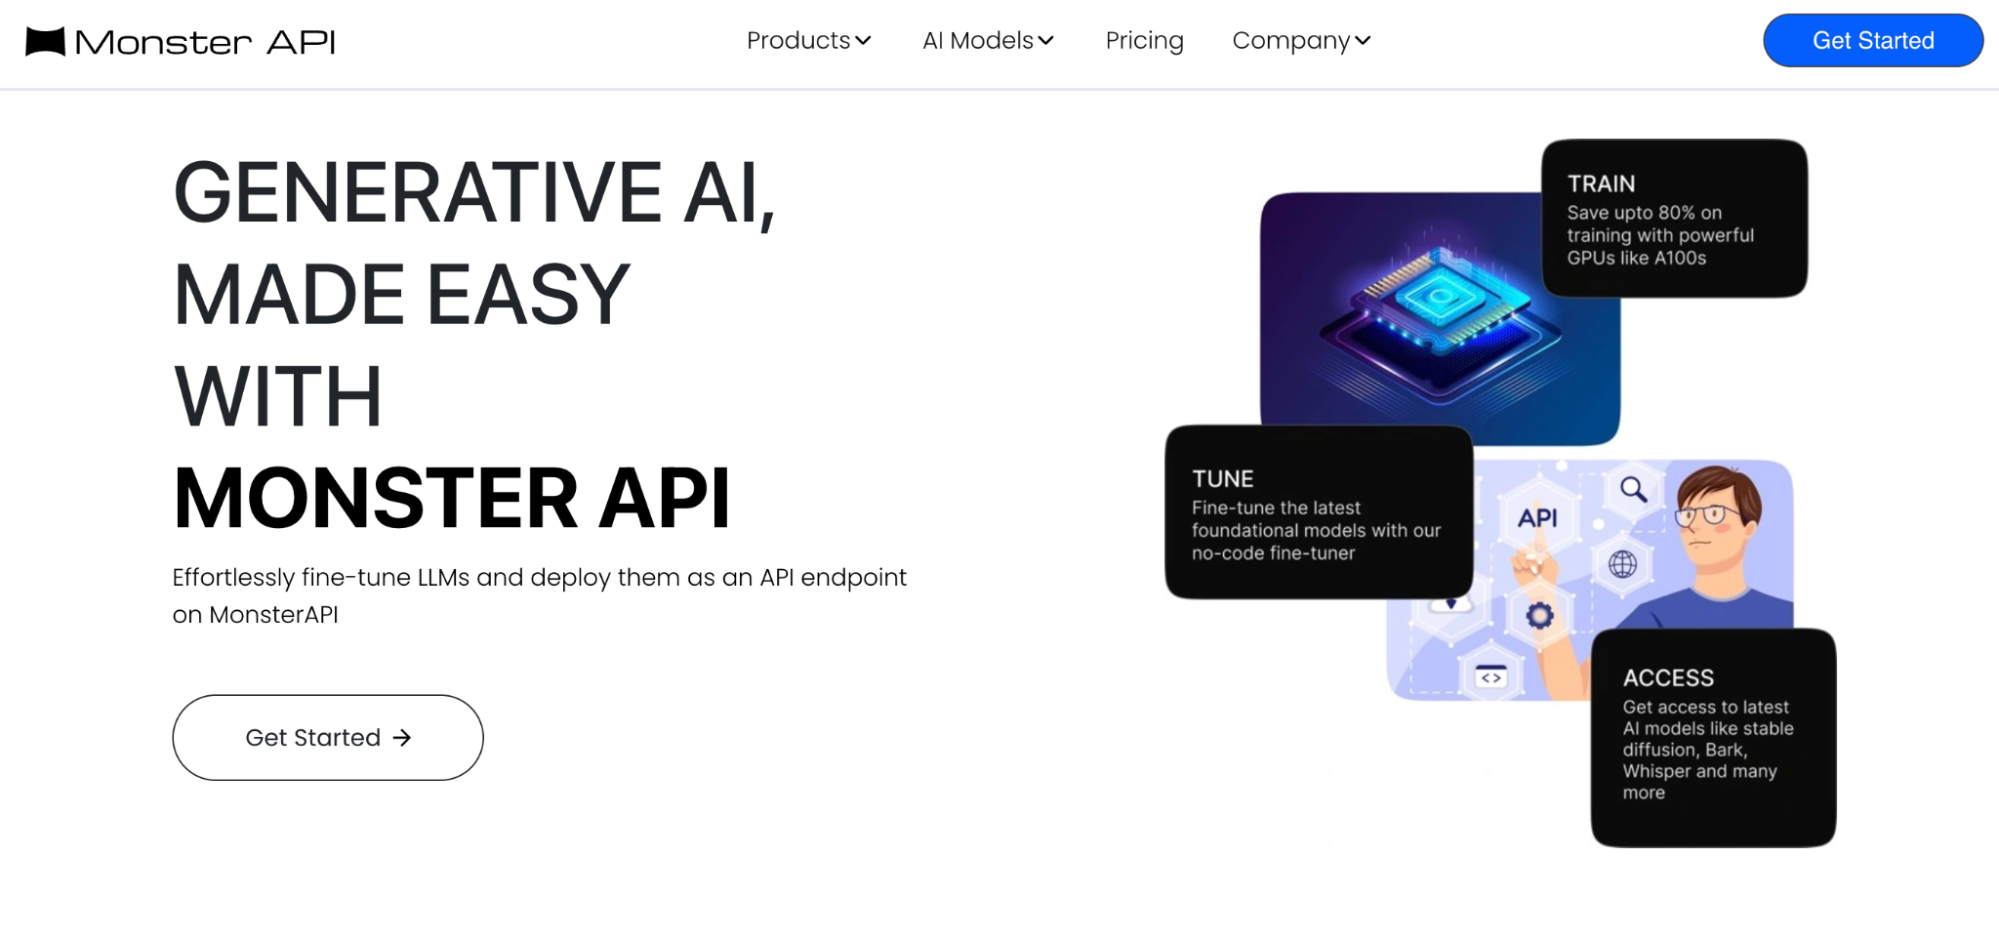 Monster API
Products
AI Models
Pricing
Company
Get Started
GENERATIVE AI,
MADE EASY
WITH
MONSTER API
Effortlessly fine-tune LLMs and deploy them as an API endpoint
on MonsterAPI
Get Started →
TRAIN
Save upto 80% on
training with powerful
GPUs like A100s
TUNE
Fine-tune the latest
foundational models with our
no-code fine-tuner
API
<>
ACCESS
Get access to latest
AI models like stable
diffusion, Bark,
Whisper and many
more